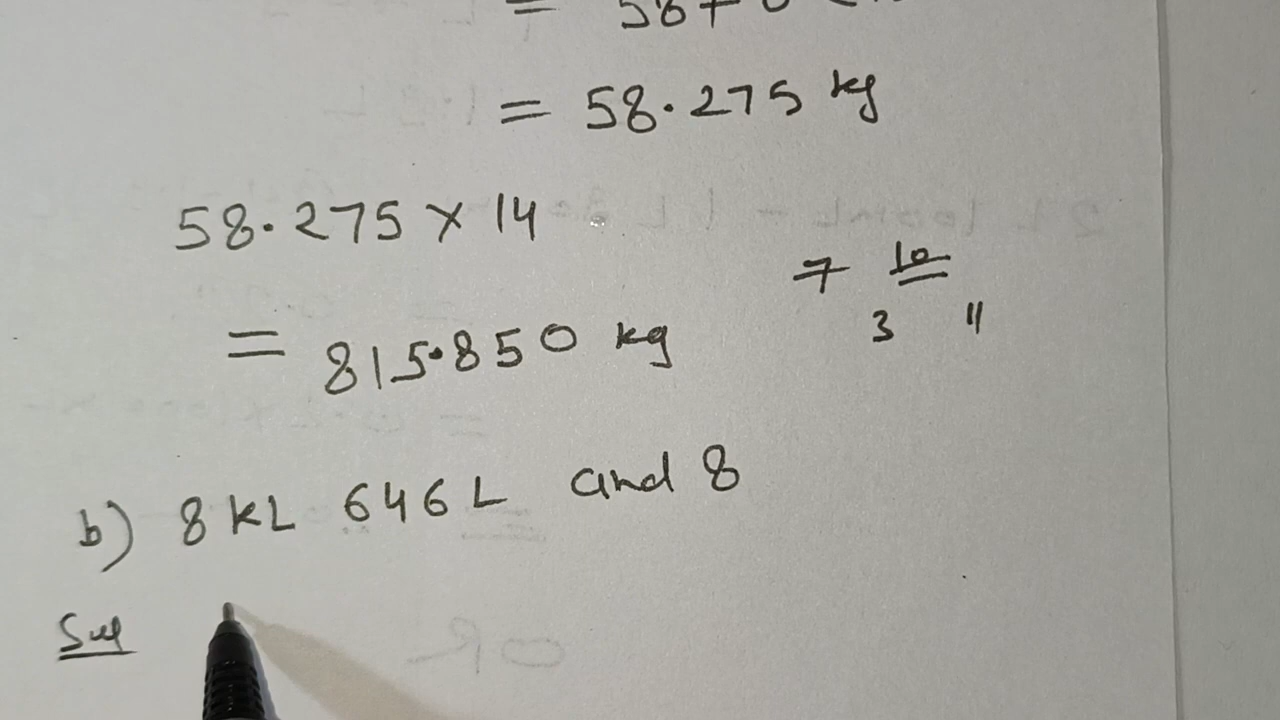 = 58.275 kg
58.275 × 14
= 815.850 kg
7 10
3 11
b) 8 KL 646 L and 8
Sol